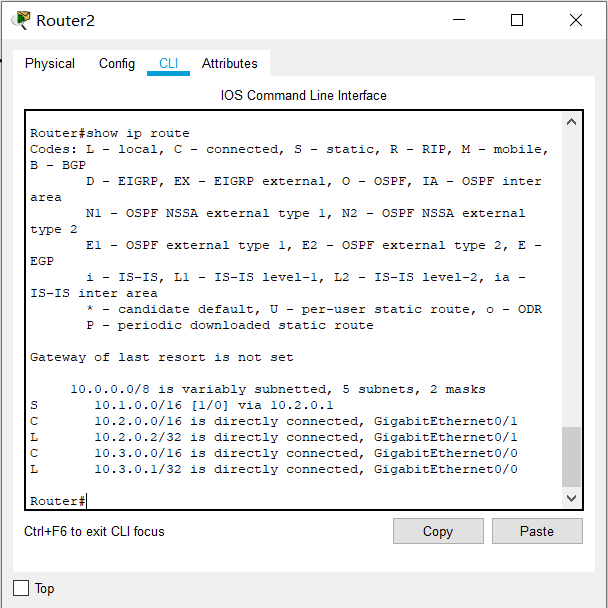 Router2
Physical Config CLI Attributes
IOS Command Line Interface
Router#show ip route
Codes: L - local, C - connected, S - static, R - RIP, M - mobile,
B - BGP
       D - EIGRP, EX - EIGRP external, O - OSPF, IA - OSPF inter
area
       N1 - OSPF NSSA external type 1, N2 - OSPF NSSA external
type 2
       E1 - OSPF external type 1, E2 - OSPF external type 2, E -
EGP
       i - IS-IS, L1 - IS-IS level-1, L2 - IS-IS level-2, ia -
IS-IS inter area
       * - candidate default, U - per-user static route, o - ODR
       P - periodic downloaded static route
Gateway of last resort is not set
     10.0.0.0/8 is variably subnetted, 5 subnets, 2 masks
S       10.1.0.0/16 [1/0] via 10.2.0.1
C       10.2.0.0/16 is directly connected, GigabitEthernet0/1
L       10.2.0.2/32 is directly connected, GigabitEthernet0/1
C       10.3.0.0/16 is directly connected, GigabitEthernet0/0
L       10.3.0.1/32 is directly connected, GigabitEthernet0/0
Router#
Ctrl+F6 to exit CLI focus Copy Paste
Top